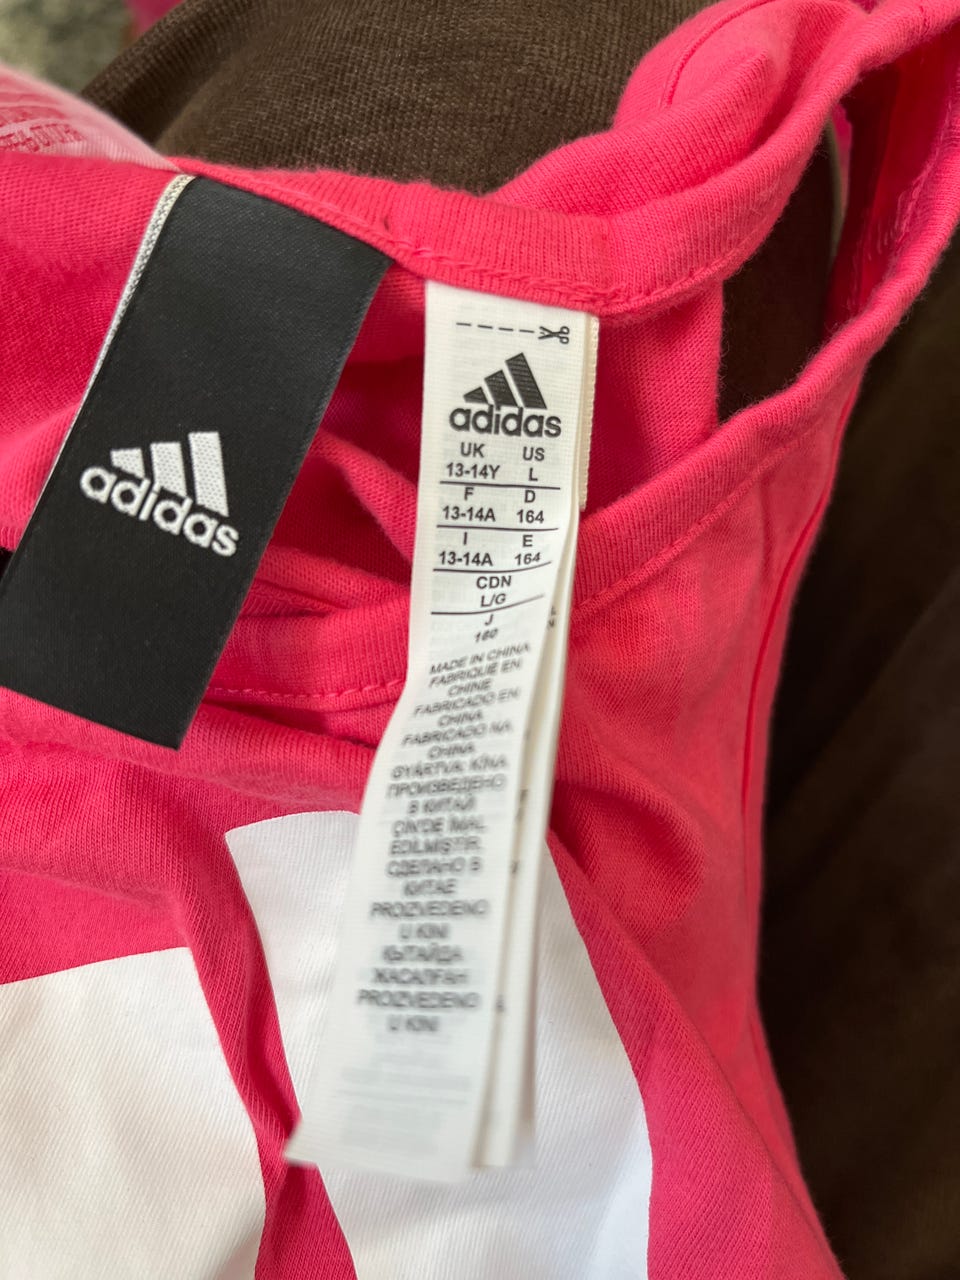 adidas
adidas
UK US
13-14Y L
F D
13-14A 164
I E
13-14A 164
CDN
L/G
J
160
MADE IN CHINA
FABRIQUÉ EN
CHINE
FABRICADO EN
CHINA
FABRICADO NA
CHINA
GYÁRTVA: KÍNA
ПРОИЗВЕДЕНО
В КИТАЙ
ÇİN'DE İMAL
EDİLMİŞTİR.
СДЕЛАНО В
КИТАЕ
PROIZVEDENO
U KINI
ҚЫТАЙДА
ЖАСАЛҒАН
PROIZVEDENO
U KINI